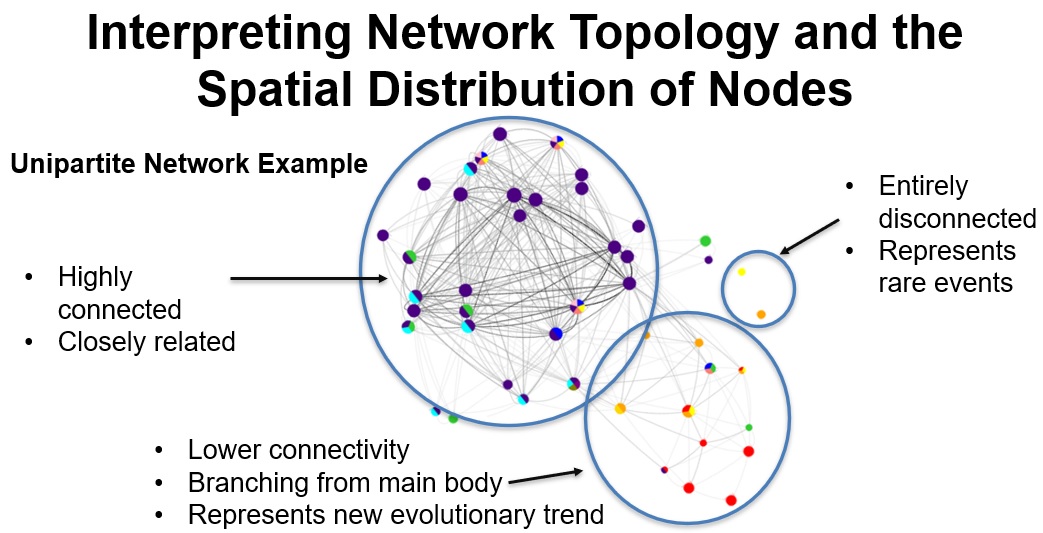 Interpreting Network Topology and the
Spatial Distribution of Nodes
Unipartite Network Example
• Highly
connected
• Closely related
• Entirely
disconnected
• Represents
rare events
• Lower connectivity
• Branching from main body
• Represents new evolutionary trend